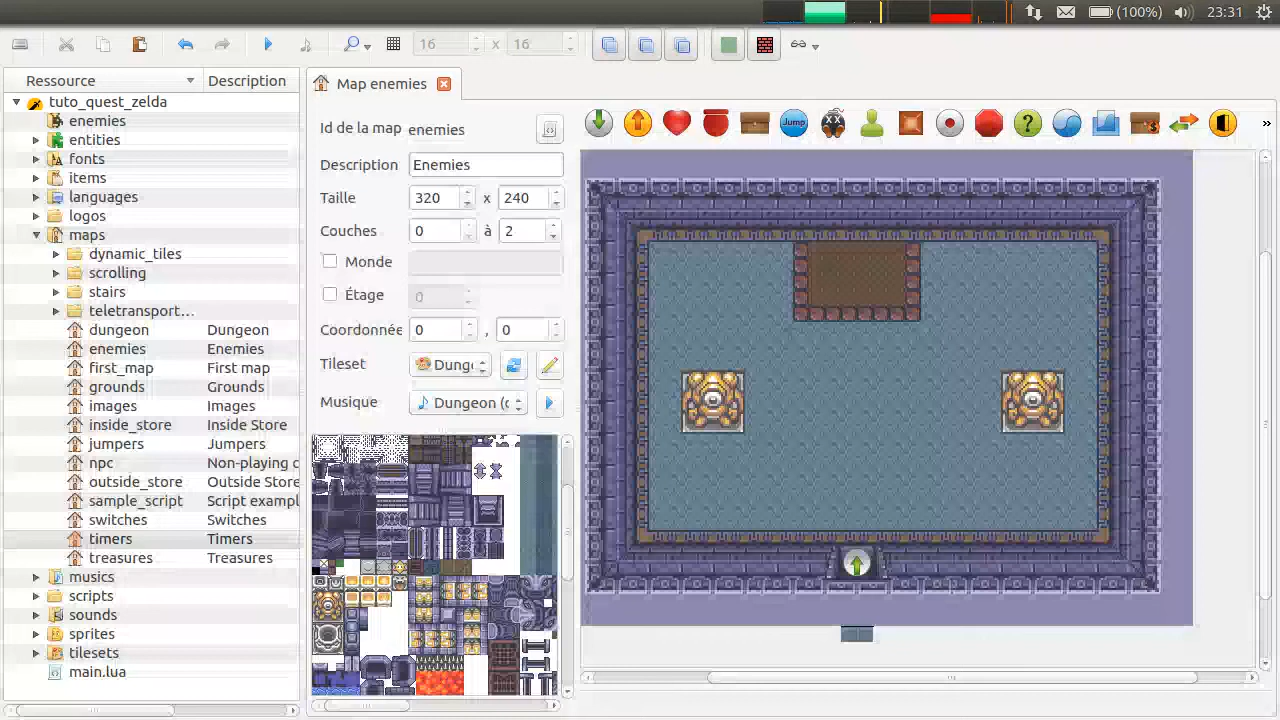 (100%) 23:31
16 x 16
Ressource Description
Map enemies
tuto_quest_zelda
enemies
entities
fonts
items
languages
logos
maps
dynamic_tiles
scrolling
stairs
teletransport...
dungeon Dungeon
enemies Enemies
first_map First map
grounds Grounds
images Images
inside_store Inside Store
jumpers Jumpers
npc Non-playing c
outside_store Outside Store
sample_script Script exampl
switches Switches
timers Timers
treasures Treasures
musics
scripts
sounds
sprites
tilesets
main.lua
Id de la map enemies
Description Enemies
Taille 320 x 240
Couches 0 à 2
Monde
Étage 0
Coordonnée 0 , 0
Tileset Dung
Musique Dungeon (
Jump
?
$
»